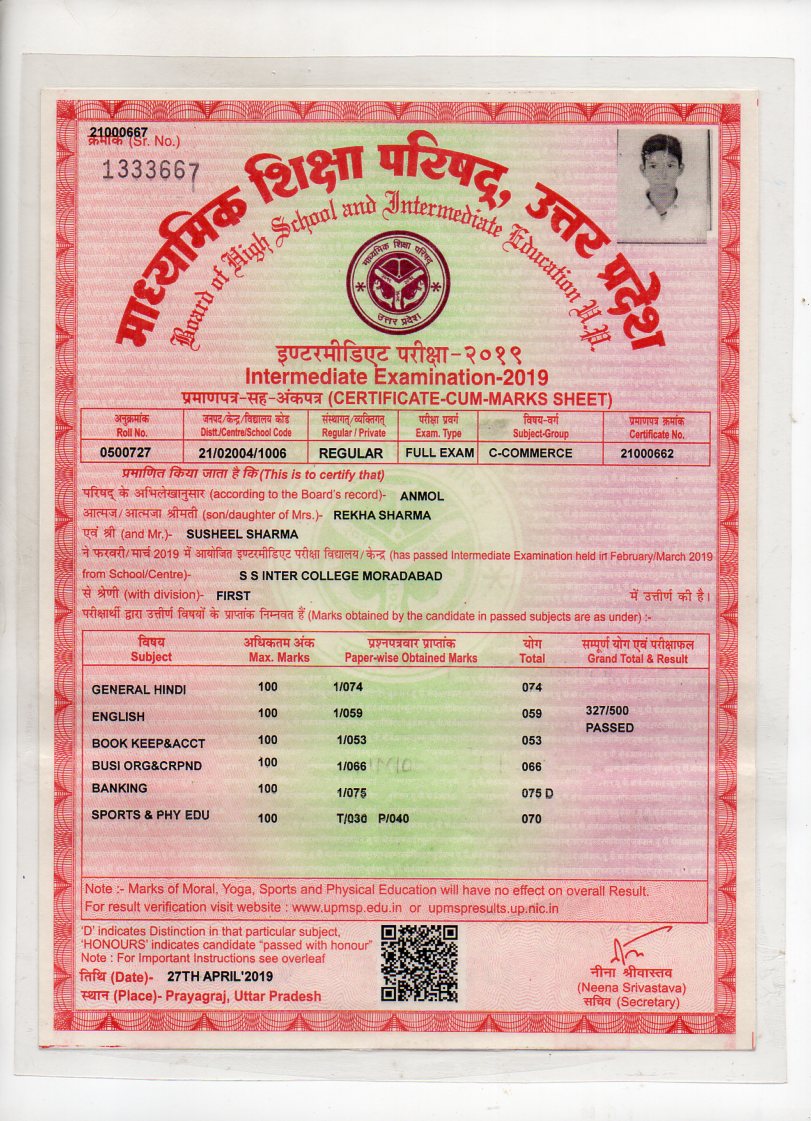 21000667
क्रमांक (Sr. No.)
1333667
माध्यमिक शिक्षा परिषद्, उत्तर प्रदेश
Board of High School and Intermediate Education U.P.
माध्यमिक शिक्षा परिषद्
उत्तर प्रदेश
इण्टरमीडिएट परीक्षा-२०१९
Intermediate Examination-2019
प्रमाणपत्र-सह-अंकपत्र (CERTIFICATE-CUM-MARKS SHEET)
अनुक्रमांक जनपद/केन्द्र/विद्यालय कोड संस्थागत/व्यक्तिगत परीक्षा प्रवर्ग विषय-वर्ग प्रमाणपत्र क्रमांक
Roll No. Distt./Centre/School Code Regular / Private Exam. Type Subject-Group Certificate No.
0500727 21/02004/1006 REGULAR FULL EXAM C-COMMERCE 21000662
प्रमाणित किया जाता है कि (This is to certify that)
परिषद् के अभिलेखानुसार (according to the Board's record)- ANMOL
आत्मज/आत्मजा श्रीमती (son/daughter of Mrs.)- REKHA SHARMA
एवं श्री (and Mr.)- SUSHEEL SHARMA
ने फरवरी/मार्च 2019 में आयोजित इण्टरमीडिएट परीक्षा विद्यालय/केन्द्र (has passed Intermediate Examination held in February/March 2019
from School/Centre)- S S INTER COLLEGE MORADABAD
से श्रेणी (with division)- FIRST में उत्तीर्ण की है।
परीक्षार्थी द्वारा उत्तीर्ण विषयों के प्राप्तांक निम्नवत हैं (Marks obtained by the candidate in passed subjects are as under) :-
विषय अधिकतम अंक प्रश्नपत्रवार प्राप्तांक योग सम्पूर्ण योग एवं परीक्षाफल
Subject Max. Marks Paper-wise Obtained Marks Total Grand Total & Result
GENERAL HINDI 100 1/074 074
ENGLISH 100 1/059 059 327/500
PASSED
BOOK KEEP&ACCT 100 1/053 053
BUSI ORG&CRPND 100 1/066 066
BANKING 100 1/075 075 D
SPORTS & PHY EDU 100 T/030 P/040 070
Note :- Marks of Moral, Yoga, Sports and Physical Education will have no effect on overall Result.
For result verification visit website : www.upmsp.edu.in or upmspresults.up.nic.in
'D' indicates Distinction in that particular subject,
'HONOURS' indicates candidate "passed with honour"
Note : For Important Instructions see overleaf
तिथि (Date)- 27TH APRIL'2019
स्थान (Place)- Prayagraj, Uttar Pradesh
नीना श्रीवास्तव
(Neena Srivastava)
सचिव (Secretary)